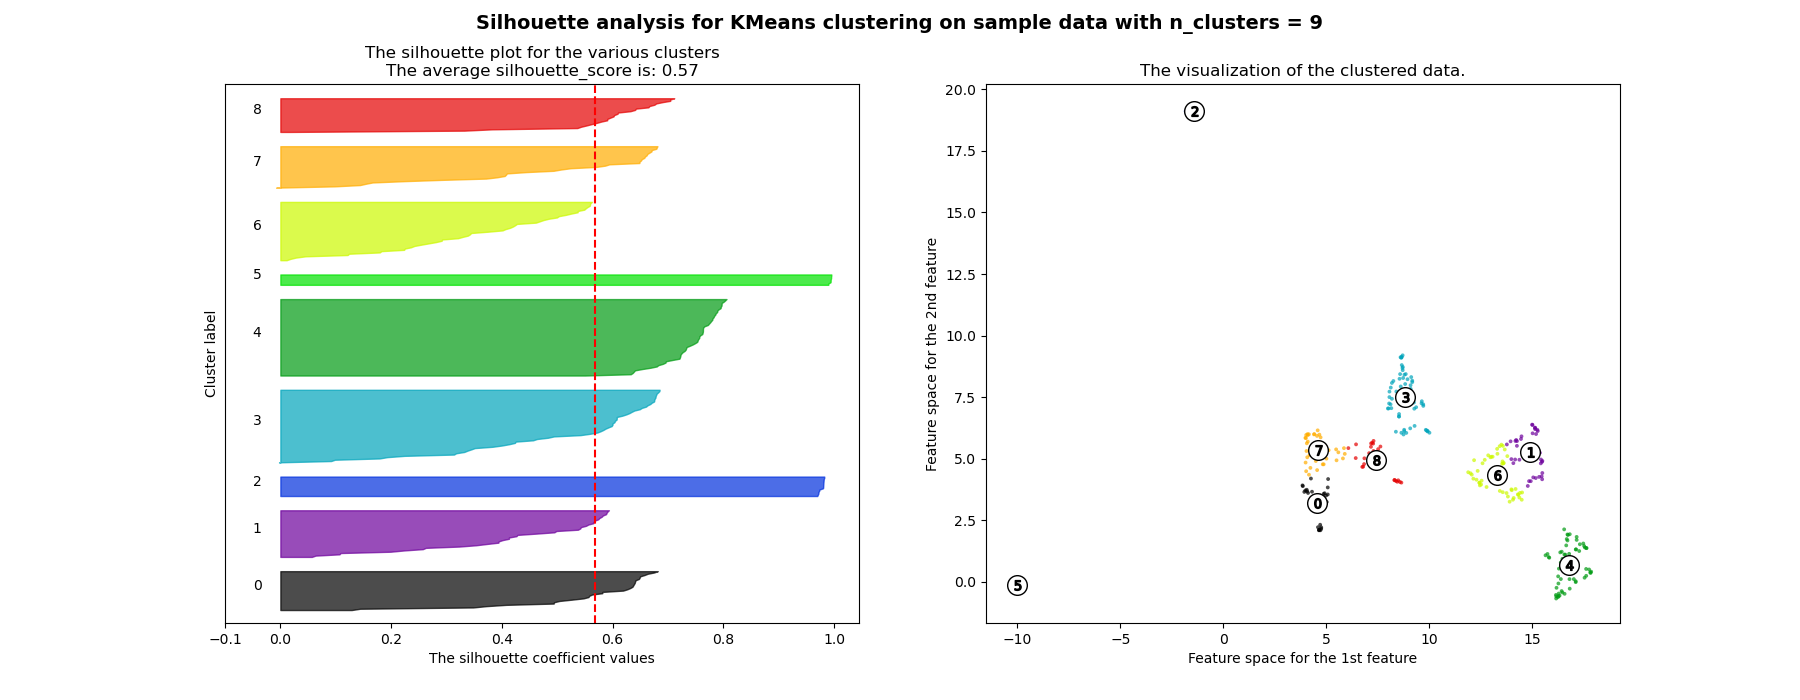 Silhouette analysis for KMeans clustering on sample data with n_clusters = 9
The silhouette plot for the various clusters
The average silhouette_score is: 0.57
8
7
6
5
4
3
2
1
0
Cluster label
−0.1 0.0 0.2 0.4 0.6 0.8 1.0
The silhouette coefficient values
The visualization of the clustered data.
20.0
17.5
15.0
12.5
10.0
7.5
5.0
2.5
0.0
Feature space for the 2nd feature
2
3
7
8
1
6
0
4
5
−10 −5 0 5 10 15
Feature space for the 1st feature